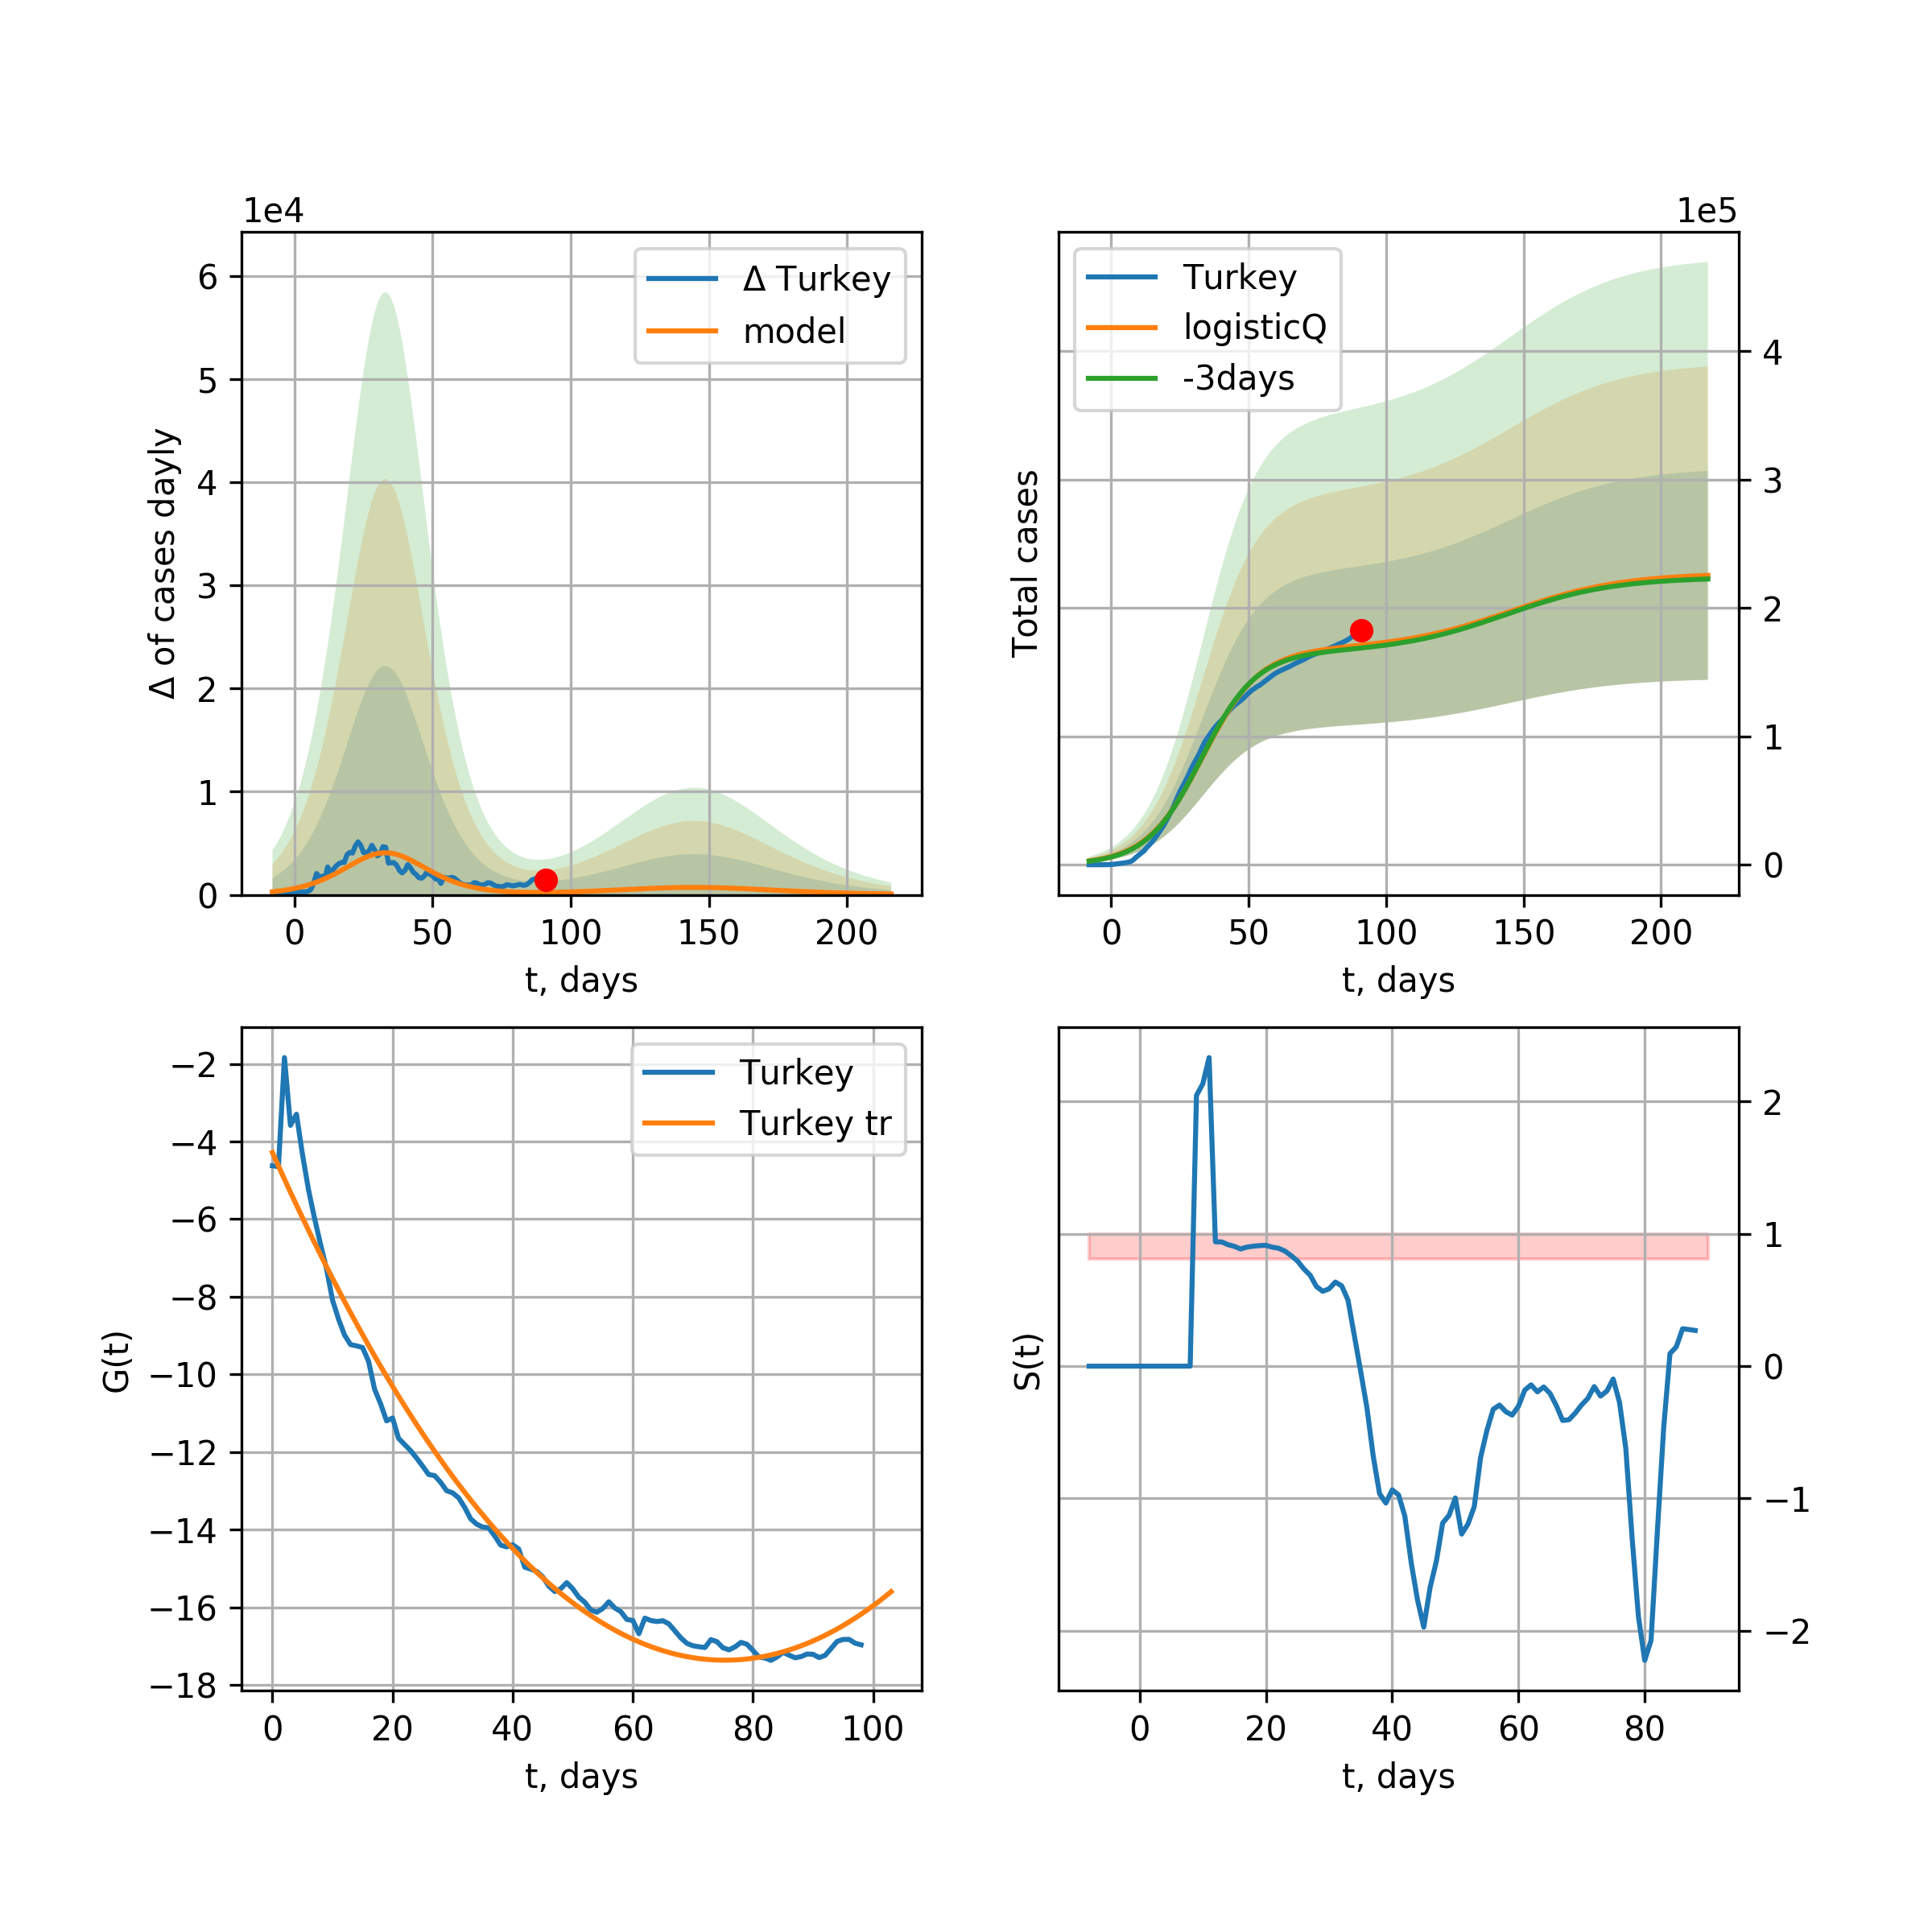 1e4
Δ of cases dayly
6
5
4
3
2
1
0
Δ Turkey
model
0 50 100 150 200
t, days
1e5
Total cases
Turkey
logisticQ
-3days
4
3
2
1
0
0 50 100 150 200
t, days
G(t)
−2
−4
−6
−8
−10
−12
−14
−16
−18
Turkey
Turkey tr
0 20 40 60 80 100
t, days
S(t)
2
1
0
−1
−2
0 20 40 60 80
t, days